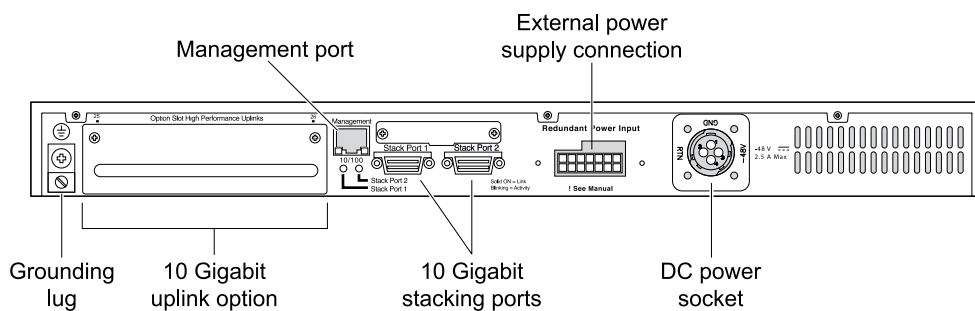 External power
supply connection
Management port
25
Option Slot High Performance Uplinks
26
Management
10/100
Stack Port 2
Stack Port 1
Stack Port 1
Stack Port 2
Solid ON = Link
Blinking = Activity
Redundant Power Input
! See Manual
GND
RTN
-48V
-48 V
2.5 A Max
Grounding
lug
10 Gigabit
uplink option
10 Gigabit
stacking ports
DC power
socket